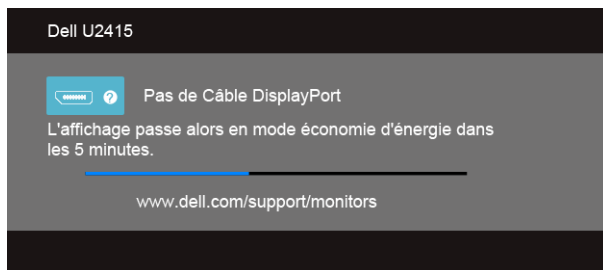 Dell U2415
Pas de Câble DisplayPort
L'affichage passe alors en mode économie d'énergie dans
les 5 minutes.
www.dell.com/support/monitors